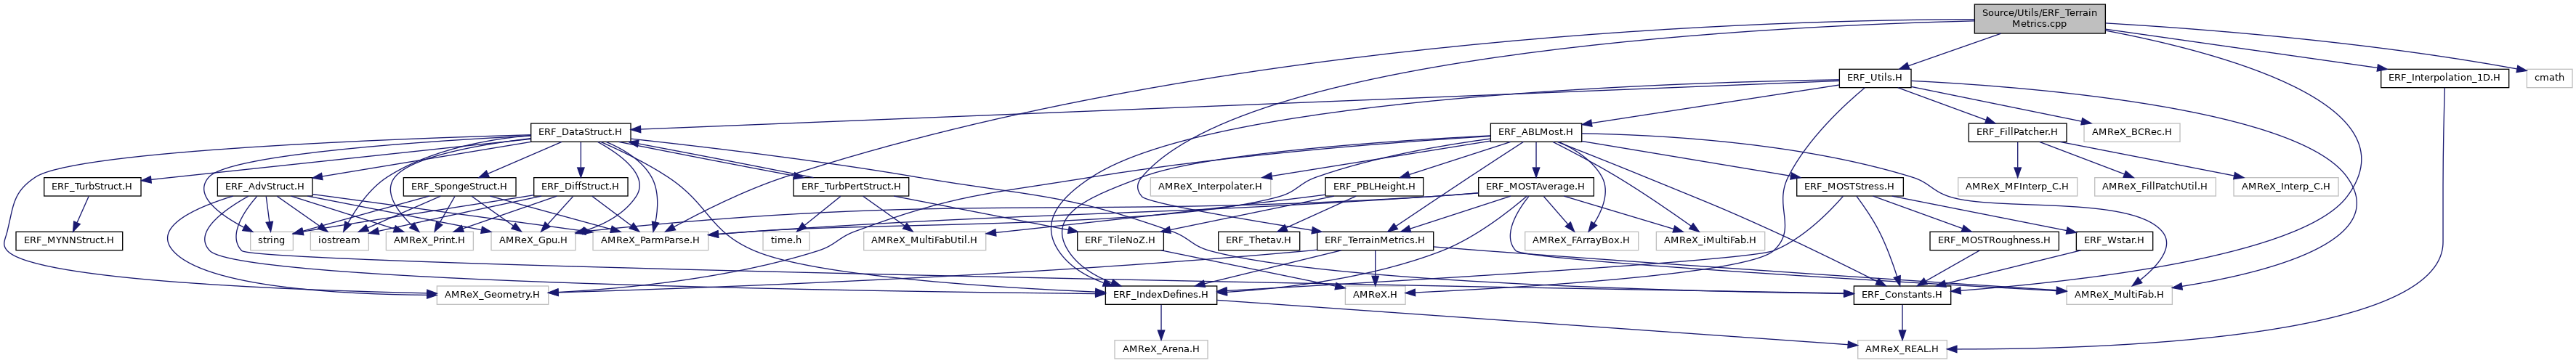 Source/Utils/ERF_Terrain
Metrics.cpp
ERF_Utils.H
ERF_Interpolation_1D.H
cmath
ERF_DataStruct.H
ERF_ABLMost.H
ERF_FillPatcher.H
AMReX_BCRec.H
ERF_TurbStruct.H
ERF_AdvStruct.H
ERF_SpongeStruct.H
ERF_DiffStruct.H
ERF_TurbPertStruct.H
AMReX_Interpolater.H
ERF_PBLHeight.H
ERF_MOSTAverage.H
ERF_MOSTStress.H
AMReX_MFInterp_C.H
AMReX_FillPatchUtil.H
AMReX_Interp_C.H
ERF_MYNNStruct.H
string
iostream
AMReX_Print.H
AMReX_Gpu.H
AMReX_ParmParse.H
time.h
AMReX_MultiFabUtil.H
ERF_TileNoZ.H
ERF_Thetav.H
ERF_TerrainMetrics.H
AMReX_FArrayBox.H
AMReX_iMultiFab.H
ERF_MOSTRoughness.H
ERF_Wstar.H
AMReX_Geometry.H
ERF_IndexDefines.H
AMReX.H
ERF_Constants.H
AMReX_MultiFab.H
AMReX_Arena.H
AMReX_REAL.H